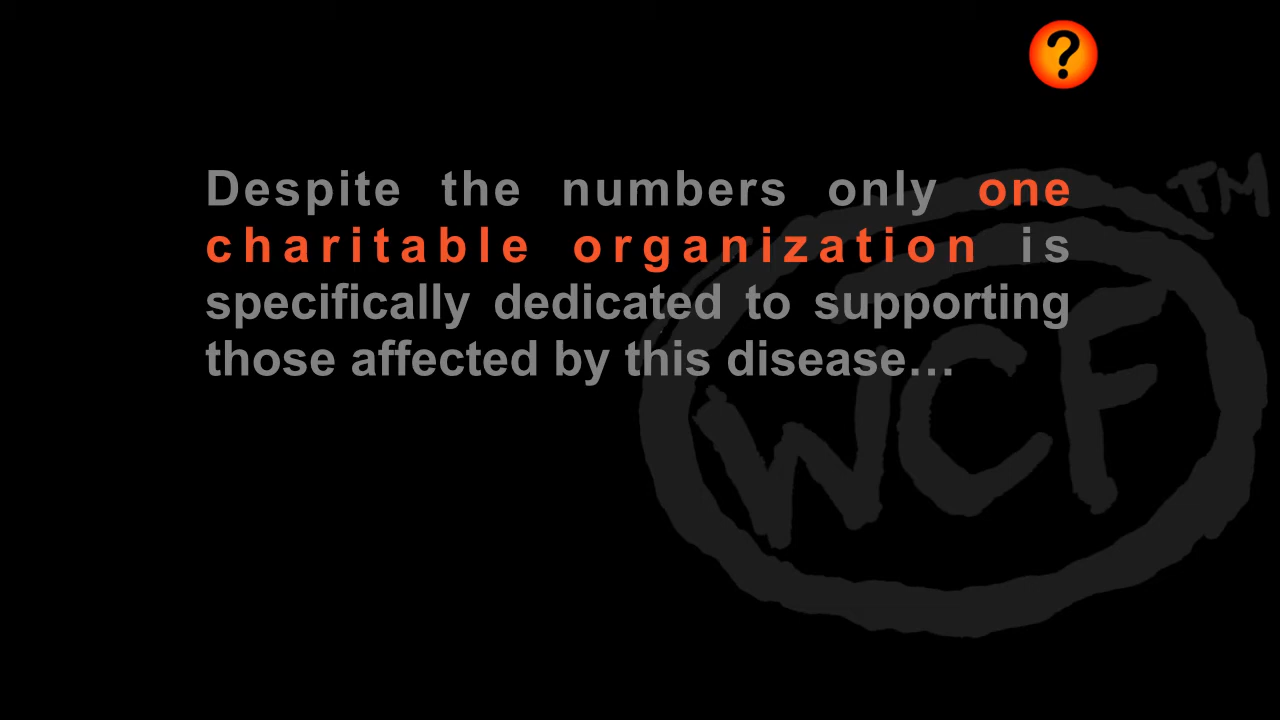 ?
Despite the numbers only one
charitable organization is
specifically dedicated to supporting
those affected by this disease…
WCF TM